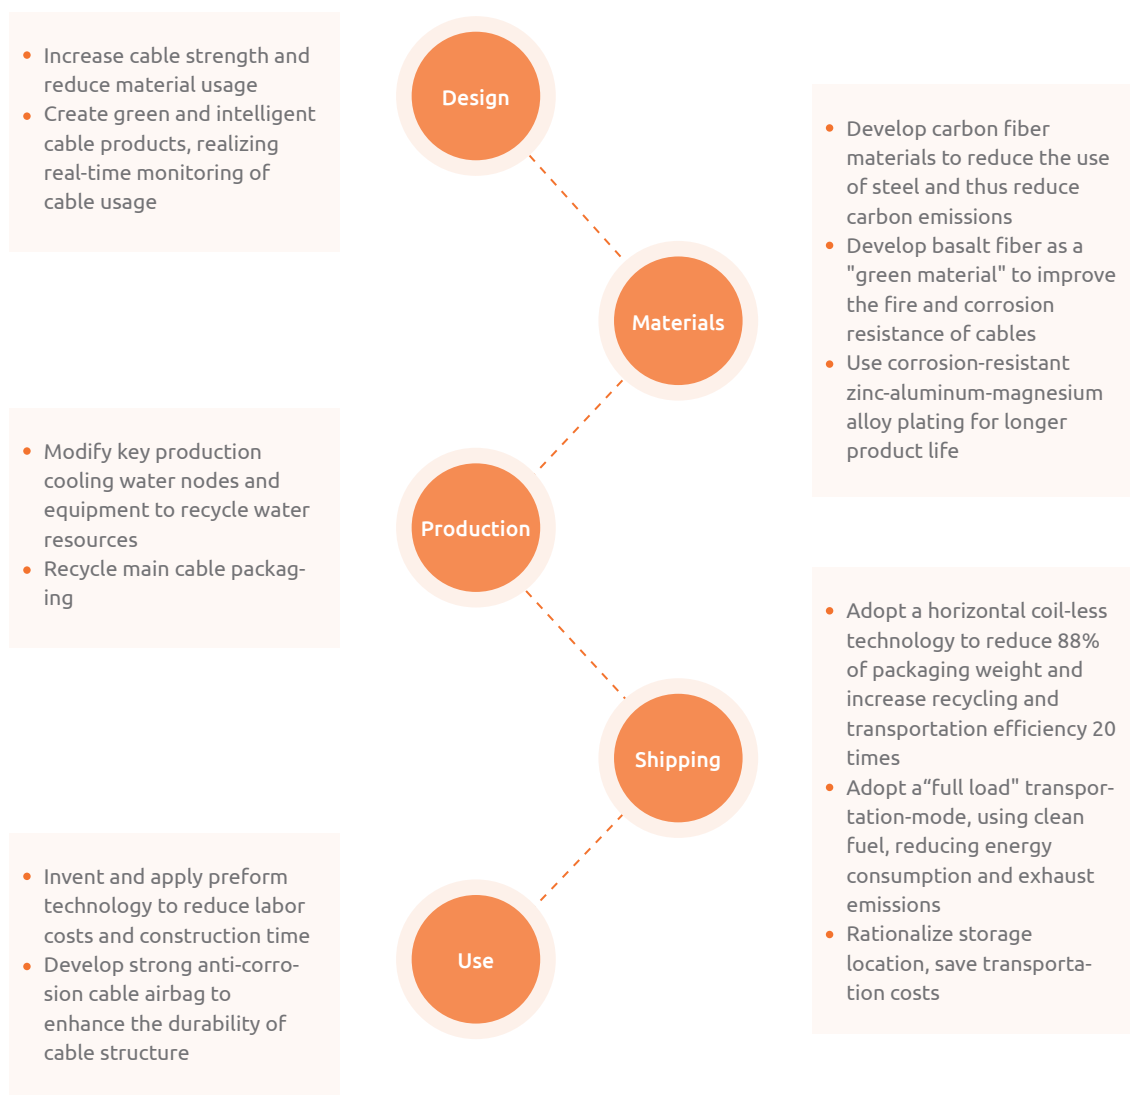 Design
Increase cable strength and
reduce material usage
Create green and intelligent
cable products, realizing
real-time monitoring of
cable usage
Materials
Develop carbon fiber
materials to reduce the use
of steel and thus reduce
carbon emissions
Develop basalt fiber as a
"green material" to improve
the fire and corrosion
resistance of cables
Use corrosion-resistant
zinc-aluminum-magnesium
alloy plating for longer
product life
Production
Modify key production
cooling water nodes and
equipment to recycle water
resources
Recycle main cable packag-
ing
Shipping
Adopt a horizontal coil-less
technology to reduce 88%
of packaging weight and
increase recycling and
transportation efficiency 20
times
Adopt a“full load" transpor-
tation-mode, using clean
fuel, reducing energy
consumption and exhaust
emissions
Rationalize storage
location, save transporta-
tion costs
Use
Invent and apply preform
technology to reduce labor
costs and construction time
Develop strong anti-corro-
sion cable airbag to
enhance the durability of
cable structure